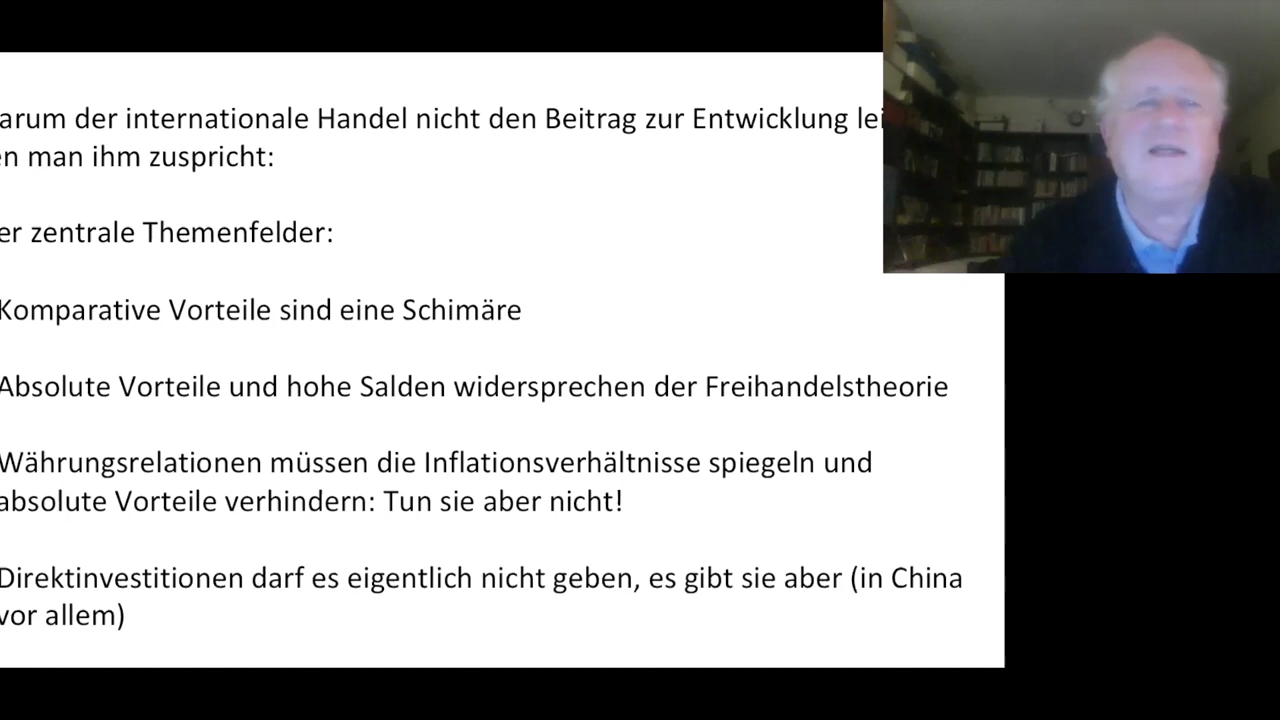 arum der internationale Handel nicht den Beitrag zur Entwicklung lei
en man ihm zuspricht:
er zentrale Themenfelder:
Komparative Vorteile sind eine Schimäre
Absolute Vorteile und hohe Salden widersprechen der Freihandelstheorie
Währungsrelationen müssen die Inflationsverhältnisse spiegeln und
absolute Vorteile verhindern: Tun sie aber nicht!
Direktinvestitionen darf es eigentlich nicht geben, es gibt sie aber (in China
vor allem)